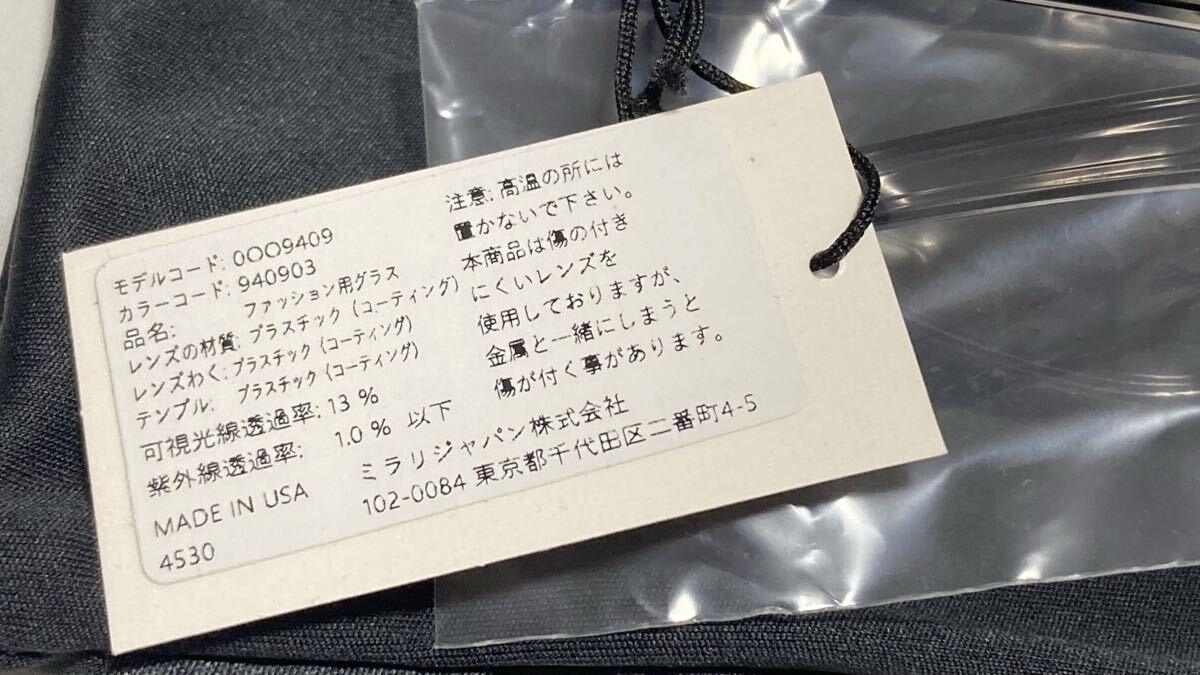 モデルコード: 0OO9409
カラーコード: 940903
品名: ファッション用グラス
レンズの材質: プラスチック (コーティング)
レンズわく: プラスチック (コーティング)
テンプル: プラスチック (コーティング)
可視光線透過率: 13 %
紫外線透過率: 1.0 % 以下
MADE IN USA
4530
注意: 高温の所には
置かないで下さい。
本商品は傷の付き
にくいレンズを
使用しておりますが、
金属と一緒にしまうと
傷が付く事があります。
ミラリジャパン株式会社
102-0084 東京都千代田区二番町4-5